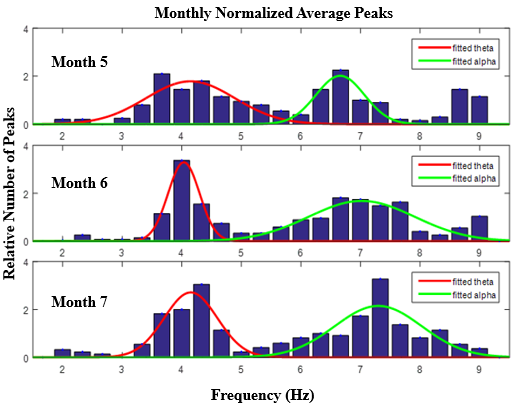 Monthly Normalized Average Peaks
Relative Number of Peaks
4
2
0
Month 5
fitted theta
fitted alpha
2 3 4 5 6 7 8 9
4
2
0
Month 6
fitted theta
fitted alpha
2 3 4 5 6 7 8 9
4
2
0
Month 7
fitted theta
fitted alpha
2 3 4 5 6 7 8 9
Frequency (Hz)